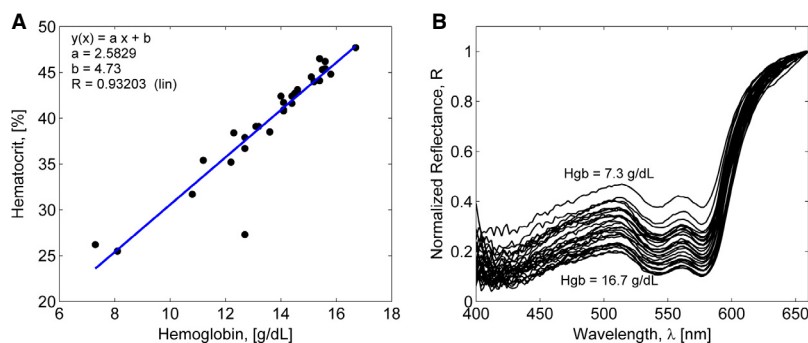 A
y(x) = a x + b
a = 2.5829
b = 4.73
R = 0.93203 (lin)
Hematocrit, [%]
50
45
40
35
30
25
20
6
8
10
12
14
16
18
Hemoglobin, [g/dL]
B
Normalized Reflectance, R
1
0.8
0.6
0.4
0.2
0
Hgb = 7.3 g/dL
Hgb = 16.7 g/dL
400
450
500
550
600
650
Wavelength, λ [nm]